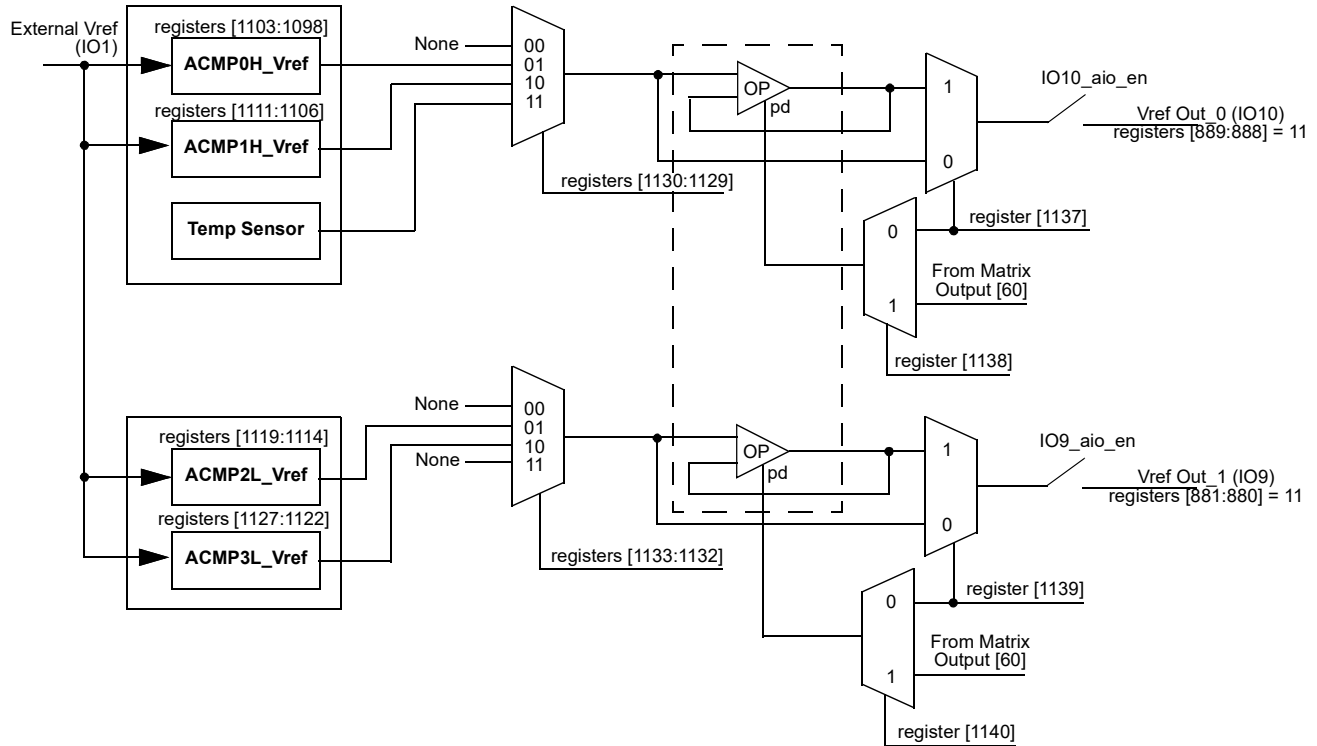 External Vref
(IO1)
registers [1103:1098]
ACMP0H_Vref
registers [1111:1106]
ACMP1H_Vref
Temp Sensor
None
00
01
10
11
registers [1130:1129]
OP
pd
1
0
IO10_aio_en
Vref Out_0 (IO10)
registers [889:888] = 11
register [1137]
0
From Matrix
Output [60]
1
register [1138]
registers [1119:1114]
ACMP2L_Vref
registers [1127:1122]
ACMP3L_Vref
None
None
00
01
10
11
registers [1133:1132]
OP
pd
1
0
IO9_aio_en
Vref Out_1 (IO9)
registers [881:880] = 11
register [1139]
0
From Matrix
Output [60]
1
register [1140]